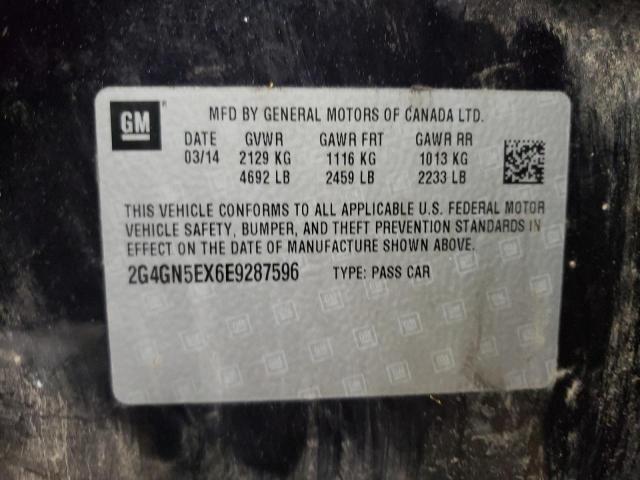 GM
MFD BY GENERAL MOTORS OF CANADA LTD.
DATE GVWR GAWR FRT GAWR RR
03/14 2129 KG 1116 KG 1013 KG
4692 LB 2459 LB 2233 LB
THIS VEHICLE CONFORMS TO ALL APPLICABLE U.S. FEDERAL MOTOR
VEHICLE SAFETY, BUMPER, AND THEFT PREVENTION STANDARDS IN
EFFECT ON THE DATE OF MANUFACTURE SHOWN ABOVE.
2G4GN5EX6E9287596 TYPE: PASS CAR